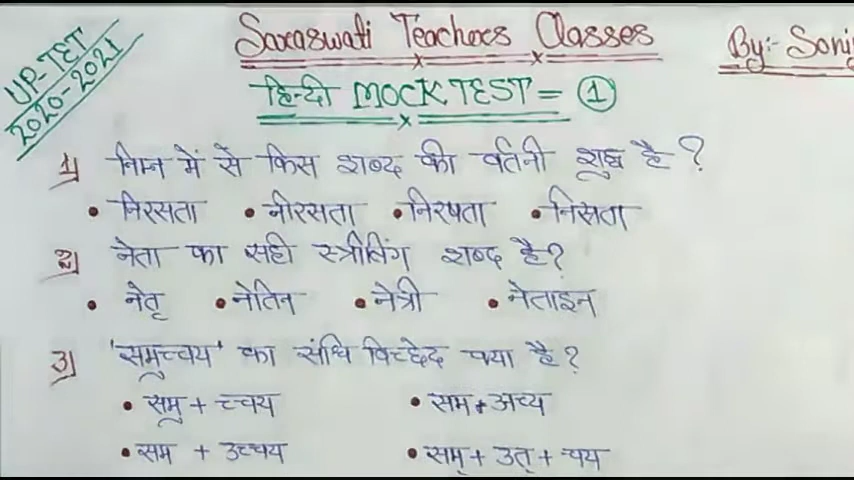 Saraswati Teachers Classes
By:- Sonj
UP-TET
2020-2021
हिन्दी MOCK TEST = ①
1) निम्न में से किस शब्द की वर्तनी शुद्ध है ?
• निरसता • नीरसता • निरषता • निसता
2) नेता का सही स्त्रीलिंग शब्द है ?
• नेतृ • नेतिन • नेत्री • नेताइन
3) 'समुच्चय' का संधि विच्छेद क्या है ?
• समु + च्चय • सम + अच्य
• सम + उच्चय • सम् + उत् + चय